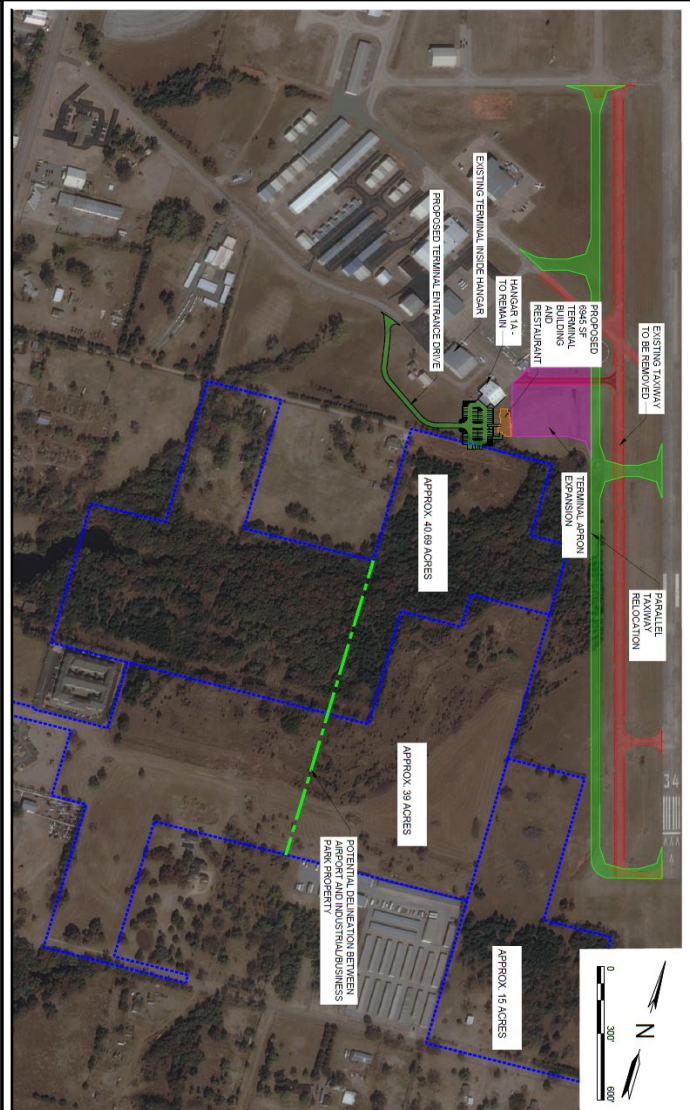 EXISTING TAXIWAY
TO BE REMOVED
PROPOSED
6945 SF
TERMINAL
BUILDING
AND
RESTAURANT
HANGAR 1A -
TO REMAIN
EXISTING TERMINAL INSIDE HANGAR
PROPOSED TERMINAL ENTRANCE DRIVE
TERMINAL APRON
EXPANSION
PARALLEL
TAXIWAY
RELOCATION
APPROX. 40.69 ACRES
APPROX. 39 ACRES
POTENTIAL DELINEATION BETWEEN
AIRPORT AND INDUSTRIAL/BUSINESS
PARK PROPERTY
APPROX. 15 ACRES
34
N
0 300' 600'